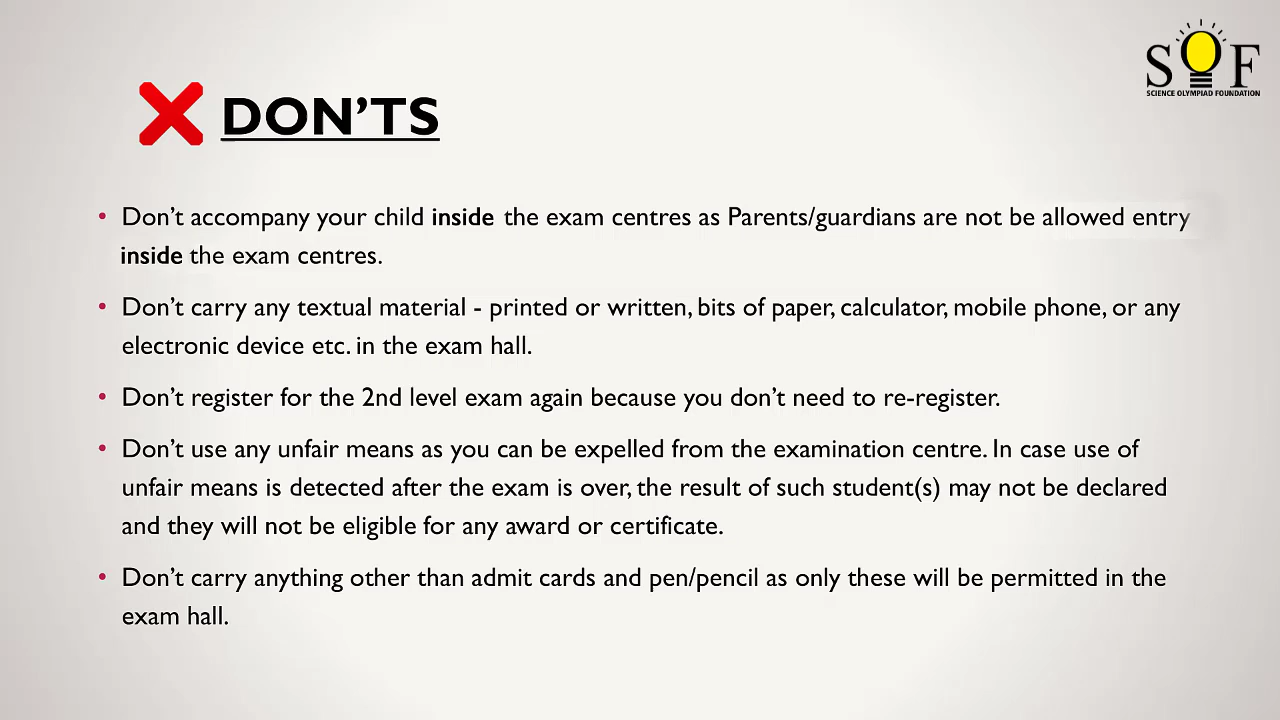 SOF
SCIENCE OLYMPIAD FOUNDATION
❌ DON'TS
• Don't accompany your child inside the exam centres as Parents/guardians are not be allowed entry
inside the exam centres.
• Don't carry any textual material - printed or written, bits of paper, calculator, mobile phone, or any
electronic device etc. in the exam hall.
• Don't register for the 2nd level exam again because you don't need to re-register.
• Don't use any unfair means as you can be expelled from the examination centre. In case use of
unfair means is detected after the exam is over, the result of such student(s) may not be declared
and they will not be eligible for any award or certificate.
• Don't carry anything other than admit cards and pen/pencil as only these will be permitted in the
exam hall.